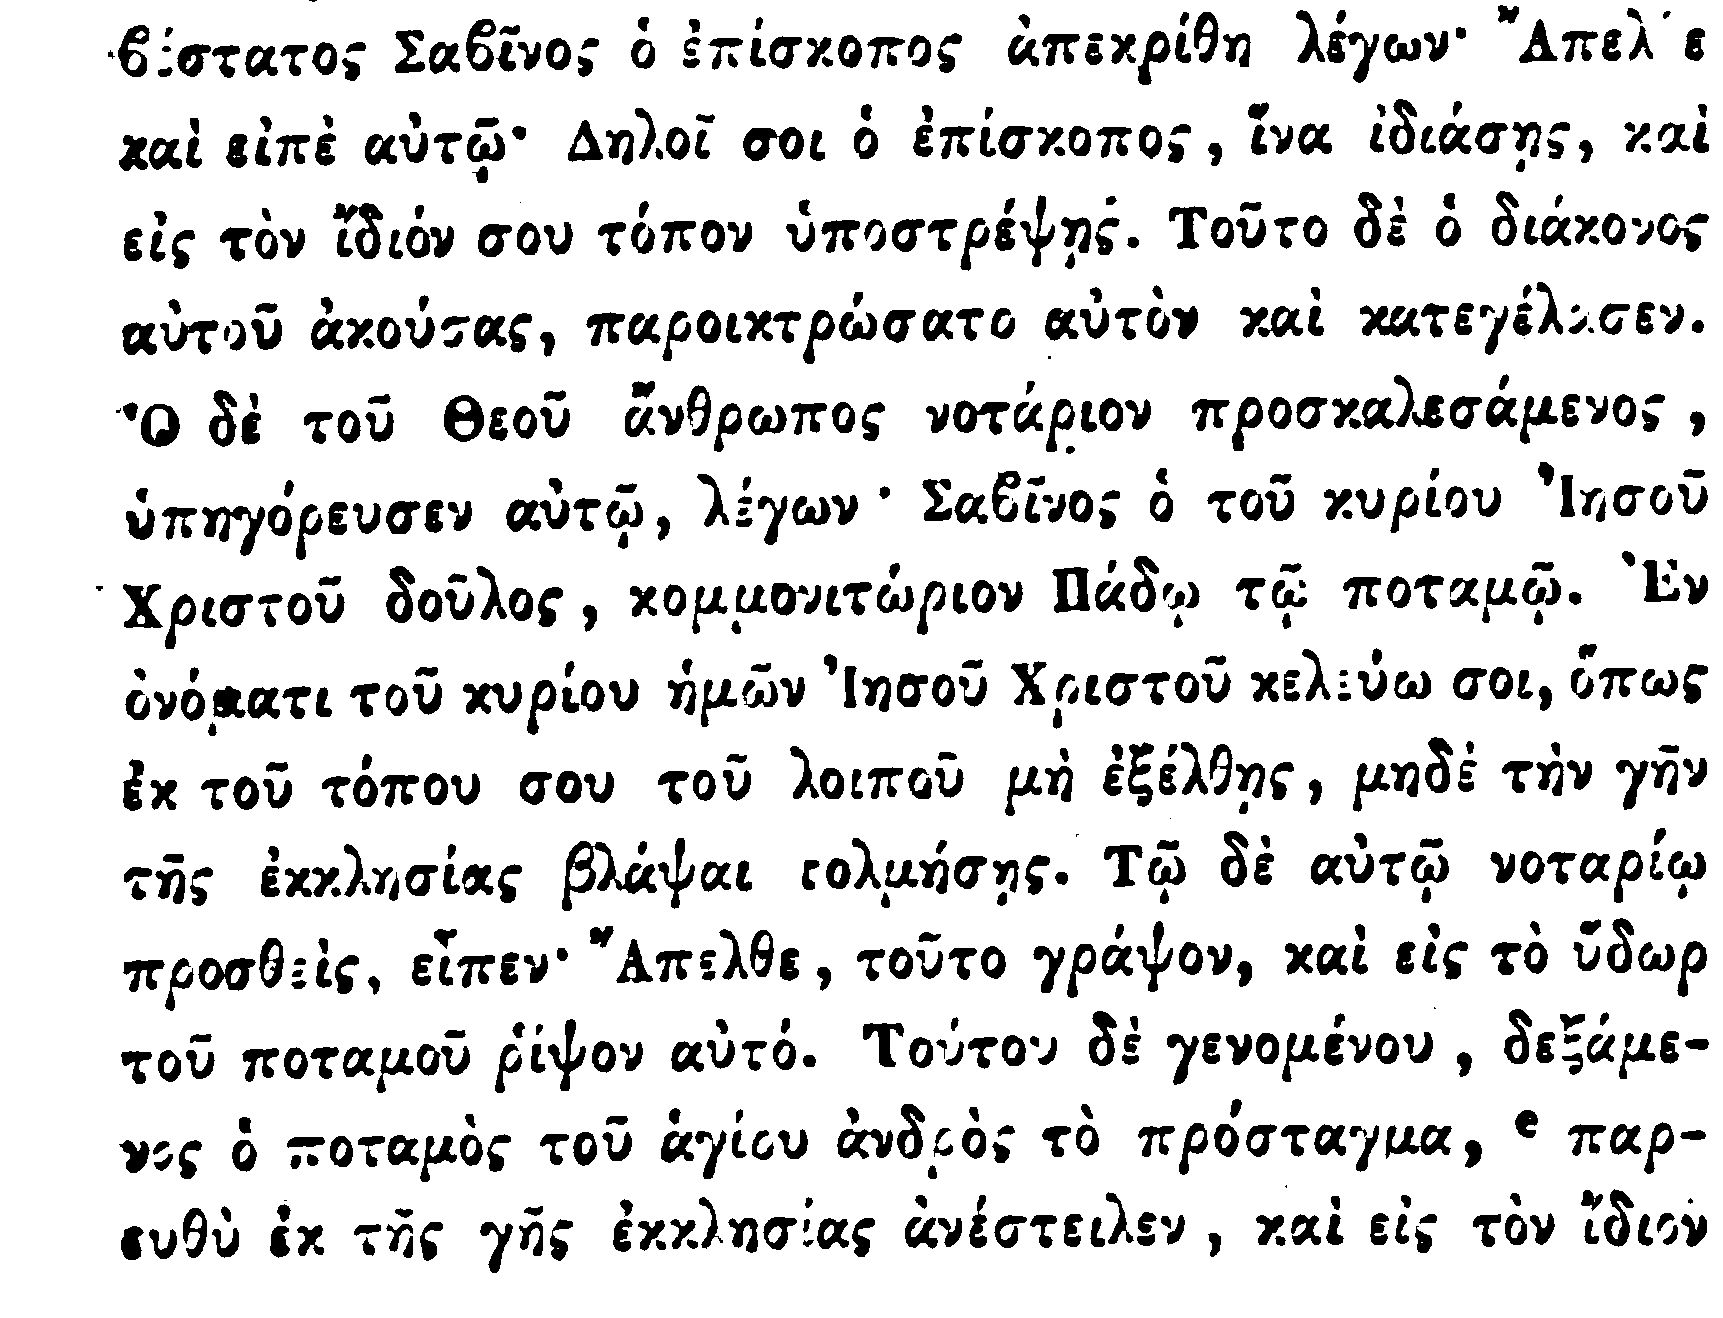 βέστατος Σαβῖνος ὁ ἐπίσκοπος ἀπεκρίθη λέγων· Ἄπελθε
καὶ εἰπὲ αὐτῷ· Δηλοῖ σοι ὁ ἐπίσκοπος, ἵνα ἰδιάσῃς, καὶ
εἰς τὸν ἴδιόν σου τόπον ὑποστρέψῃς. Τοῦτο δὲ ὁ διάκονος
αὐτοῦ ἀκούσας, παροικτρώσατο αὐτὸν καὶ κατεγέλασεν.
Ὁ δὲ τοῦ Θεοῦ ἄνθρωπος νοτάριον προσκαλεσάμενος,
ὑπηγόρευσεν αὐτῷ, λέγων· Σαβῖνος ὁ τοῦ κυρίου Ἰησοῦ
Χριστοῦ δοῦλος, κομμονιτώριον Πάδῳ τῷ ποταμῷ. Ἐν
ὀνόματι τοῦ κυρίου ἡμῶν Ἰησοῦ Χριστοῦ κελεύω σοι, ὅπως
ἐκ τοῦ τόπου σου τοῦ λοιποῦ μὴ ἐξέλθῃς, μηδὲ τὴν γῆν
τῆς ἐκκλησίας βλάψαι τολμήσῃς. Τῷ δὲ αὐτῷ νοταρίῳ
προσθεὶς, εἶπεν· Ἄπελθε, τοῦτο γράψον, καὶ εἰς τὸ ὕδωρ
τοῦ ποταμοῦ ῥίψον αὐτό. Τούτου δὲ γενομένου, δεξάμε-
νος ὁ ποταμὸς τοῦ ἁγίου ἀνδρὸς τὸ πρόσταγμα, e παρ-
ευθὺ ἐκ τῆς γῆς ἐκκλησίας ἀνέστειλεν, καὶ εἰς τὸν ἴδιον